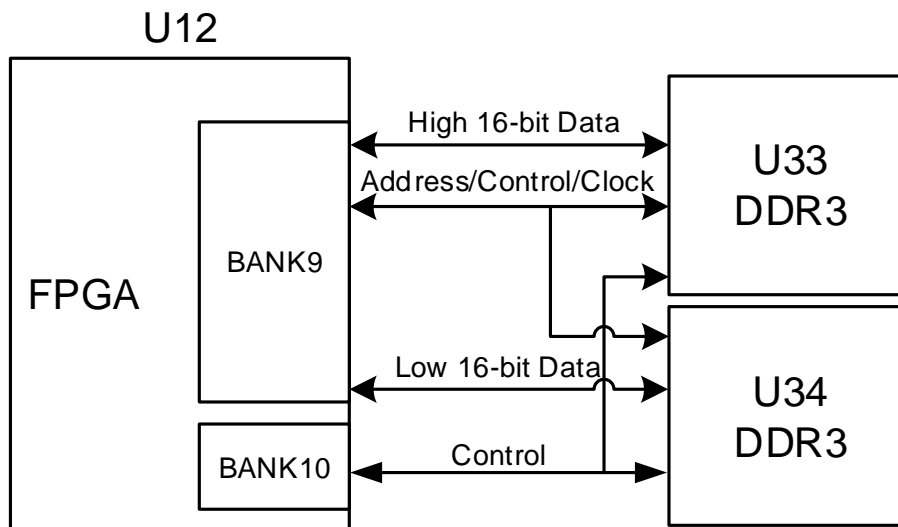 U12
High 16-bit Data
Address/Control/Clock
U33
DDR3
BANK9
FPGA
Low 16-bit Data
U34
DDR3
Control
BANK10